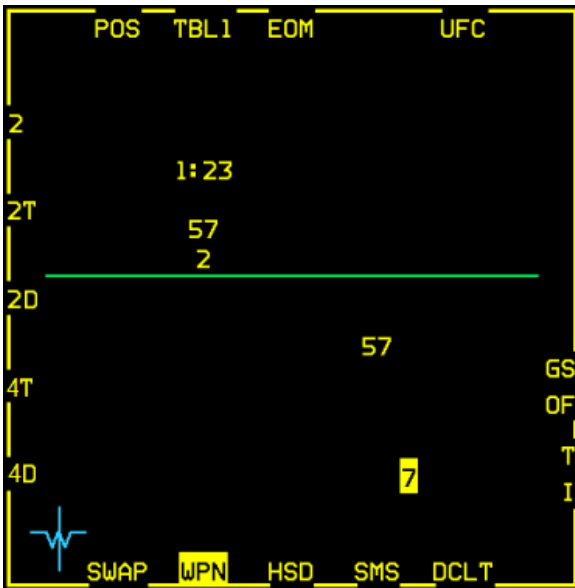 POS TBL1 EOM UFC
2
1:23
2T
57
2
2D
57
GS
4T
OF
T
4D
7
I
SWAP WPN HSD SMS DCLT